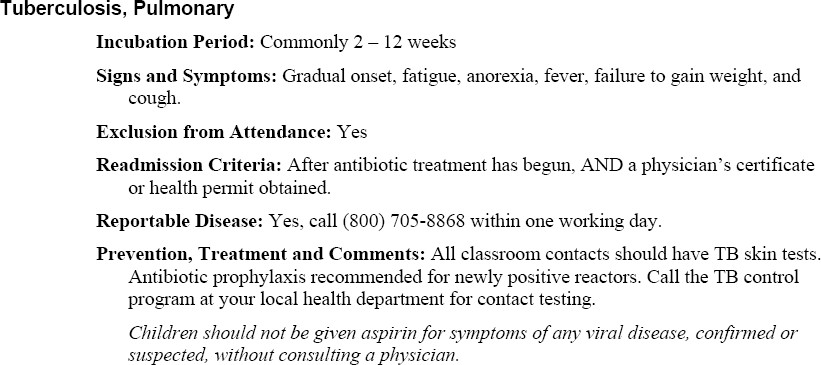 Tuberculosis, Pulmonary
Incubation Period: Commonly 2 – 12 weeks
Signs and Symptoms: Gradual onset, fatigue, anorexia, fever, failure to gain weight, and
cough.
Exclusion from Attendance: Yes
Readmission Criteria: After antibiotic treatment has begun, AND a physician’s certificate
or health permit obtained.
Reportable Disease: Yes, call (800) 705-8868 within one working day.
Prevention, Treatment and Comments: All classroom contacts should have TB skin tests.
Antibiotic prophylaxis recommended for newly positive reactors. Call the TB control
program at your local health department for contact testing.
Children should not be given aspirin for symptoms of any viral disease, confirmed or
suspected, without consulting a physician.